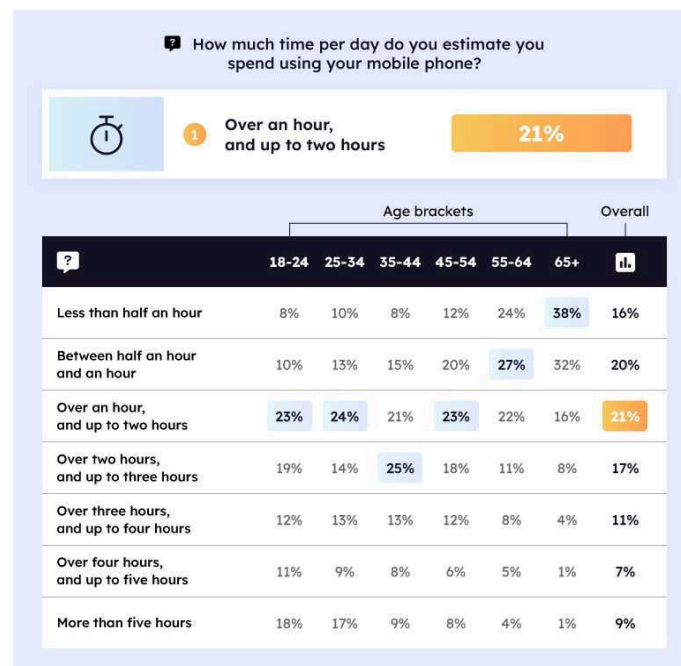 ? How much time per day do you estimate you
spend using your mobile phone?
1 Over an hour,
and up to two hours
21%
Age brackets Overall
? 18-24 25-34 35-44 45-54 55-64 65+
Less than half an hour 8% 10% 8% 12% 24% 38% 16%
Between half an hour
and an hour 10% 13% 15% 20% 27% 32% 20%
Over an hour,
and up to two hours 23% 24% 21% 23% 22% 16% 21%
Over two hours,
and up to three hours 19% 14% 25% 18% 11% 8% 17%
Over three hours,
and up to four hours 12% 13% 13% 12% 8% 4% 11%
Over four hours,
and up to five hours 11% 9% 8% 6% 5% 1% 7%
More than five hours 18% 17% 9% 8% 4% 1% 9%